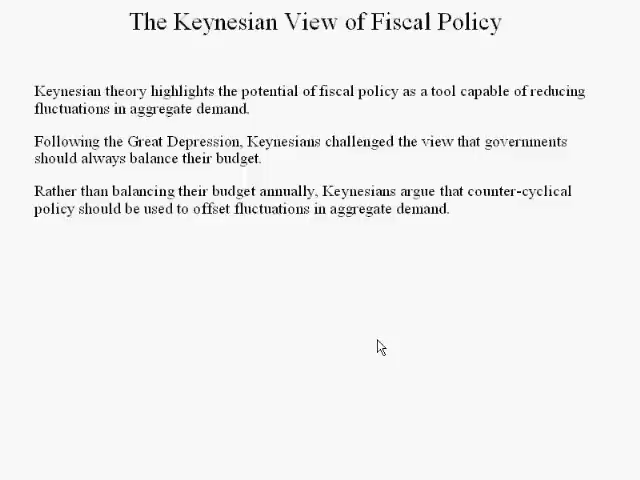 The Keynesian View of Fiscal Policy
Keynesian theory highlights the potential of fiscal policy as a tool capable of reducing
fluctuations in aggregate demand.
Following the Great Depression, Keynesians challenged the view that governments
should always balance their budget.
Rather than balancing their budget annually, Keynesians argue that counter-cyclical
policy should be used to offset fluctuations in aggregate demand.